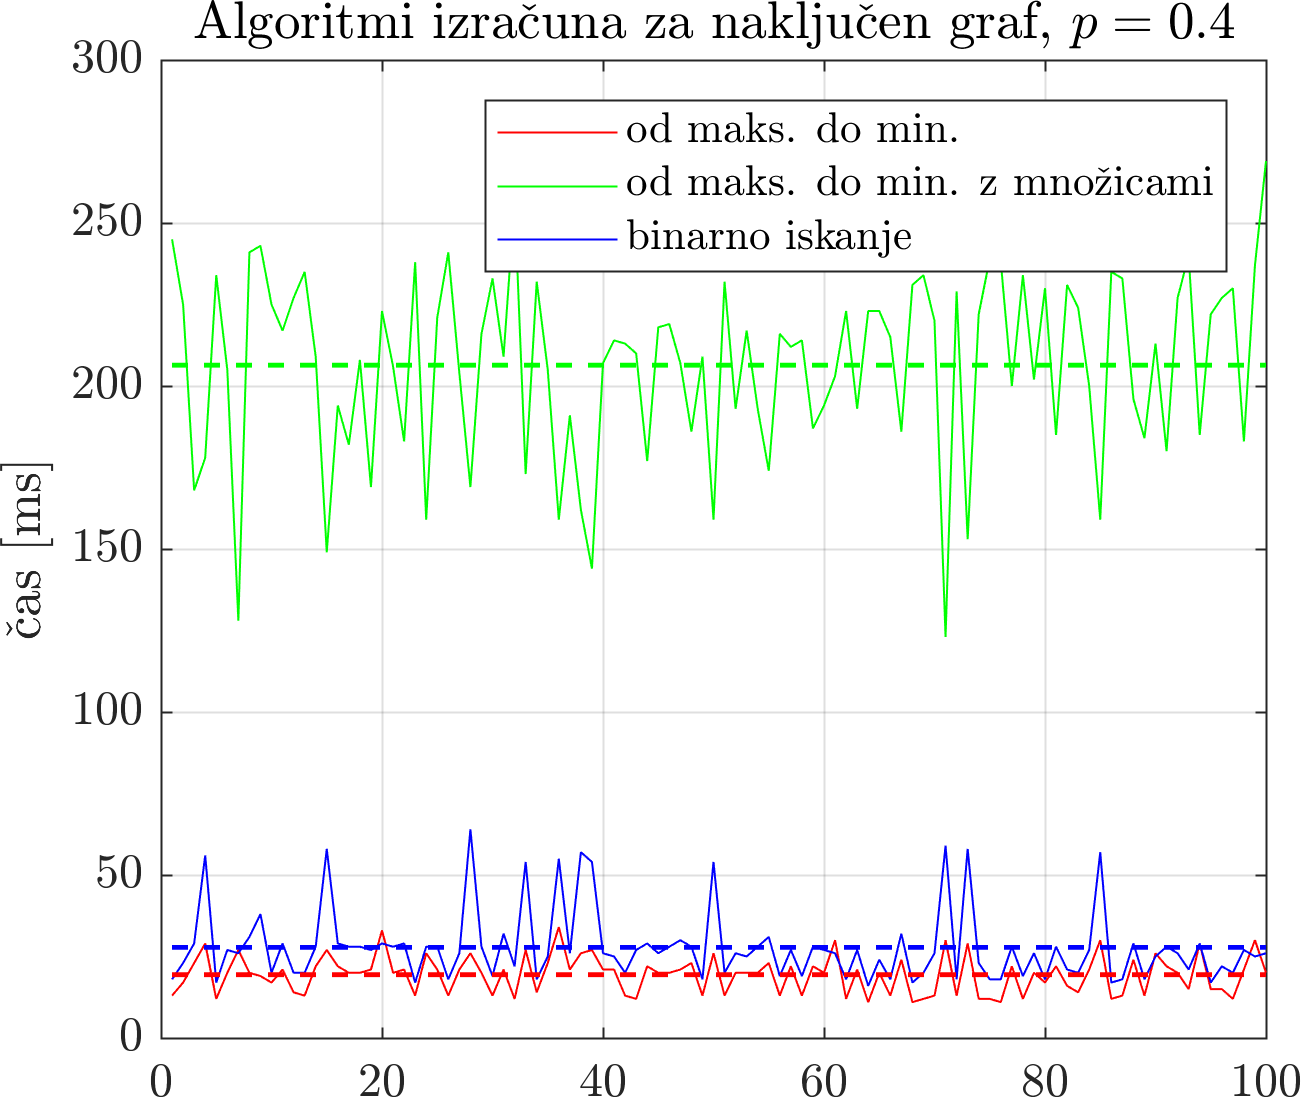 Algoritmi izračuna za naključen graf, p = 0.4
300
250
200
150
100
50
0
čas [ms]
od maks. do min.
od maks. do min. z množicami
binarno iskanje
0 20 40 60 80 100